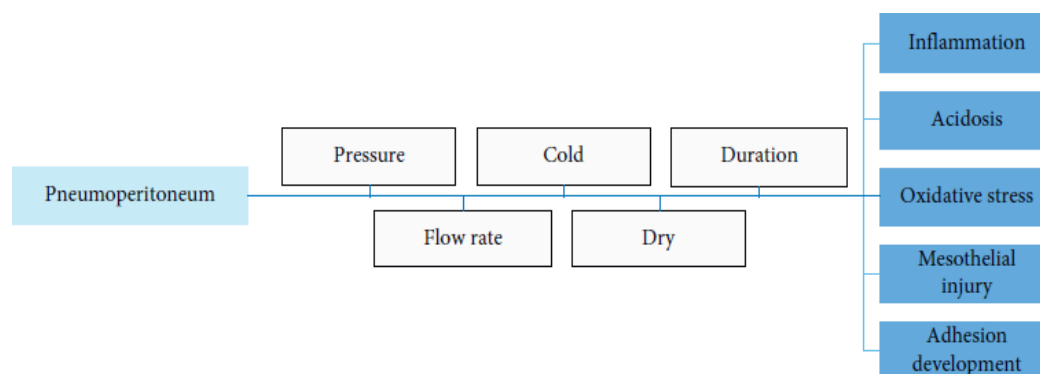 Pneumoperitoneum
Pressure
Cold
Duration
Flow rate
Dry
Inflammation
Acidosis
Oxidative stress
Mesothelial
injury
Adhesion
development